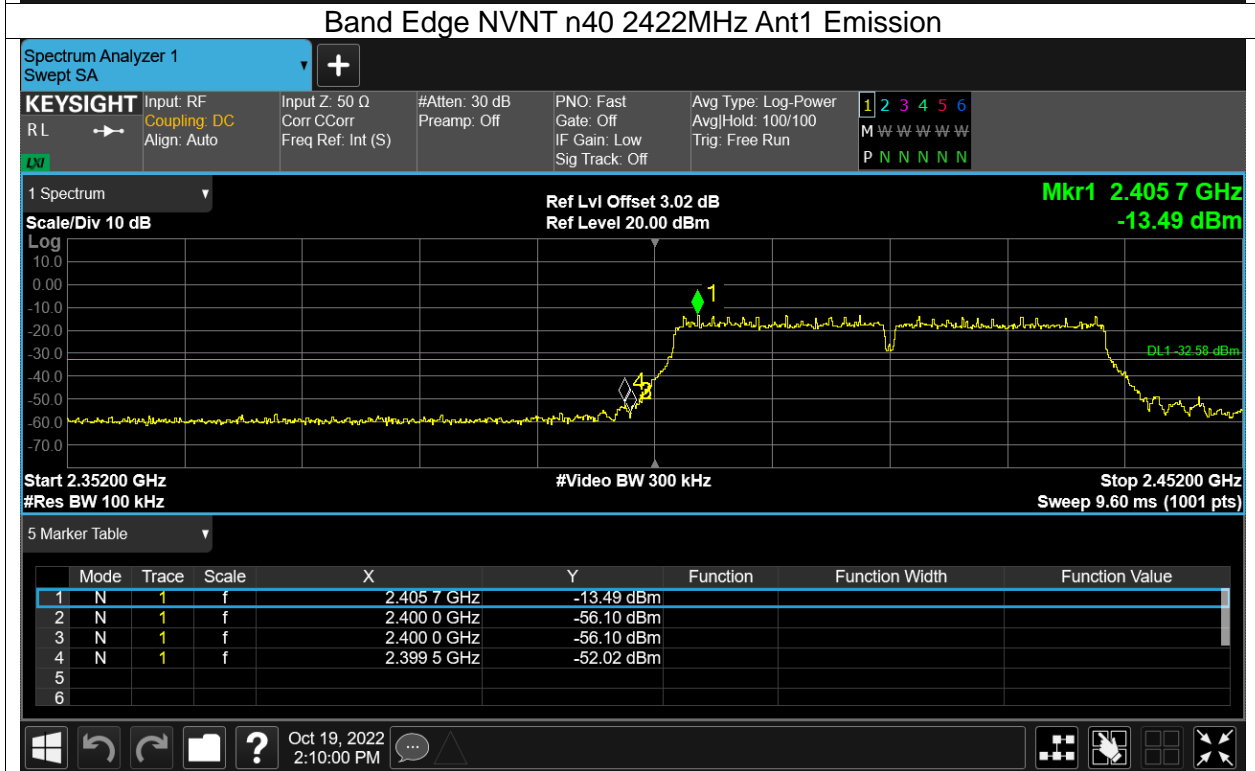 Band Edge NVNT n40 2422MHz Ant1 Emission
Spectrum Analyzer 1
Swept SA
+
KEYSIGHT Input: RF Input Z: 50 Ω #Atten: 30 dB PNO: Fast Avg Type: Log-Power 1 2 3 4 5 6
RL Coupling: DC Corr CCorr Preamp: Off Gate: Off Avg|Hold: 100/100 M W W W W W
Align: Auto Freq Ref: Int (S) IF Gain: Low Trig: Free Run
LXI Sig Track: Off P N N N N N
1 Spectrum Ref Lvl Offset 3.02 dB Mkr1 2.405 7 GHz
Scale/Div 10 dB Ref Level 20.00 dBm -13.49 dBm
Log
10.0
0.00
-10.0
-20.0
-30.0
-40.0
-50.0
-60.0
-70.0
1
DL1 -32.58 dBm
4
Start 2.35200 GHz #Video BW 300 kHz Stop 2.45200 GHz
#Res BW 100 kHz Sweep 9.60 ms (1001 pts)
5 Marker Table
Mode Trace Scale X Y Function Function Width Function Value
1 N 1 f 2.405 7 GHz -13.49 dBm
2 N 1 f 2.400 0 GHz -56.10 dBm
3 N 1 f 2.400 0 GHz -56.10 dBm
4 N 1 f 2.399 5 GHz -52.02 dBm
5
6
? Oct 19, 2022
2:10:00 PM